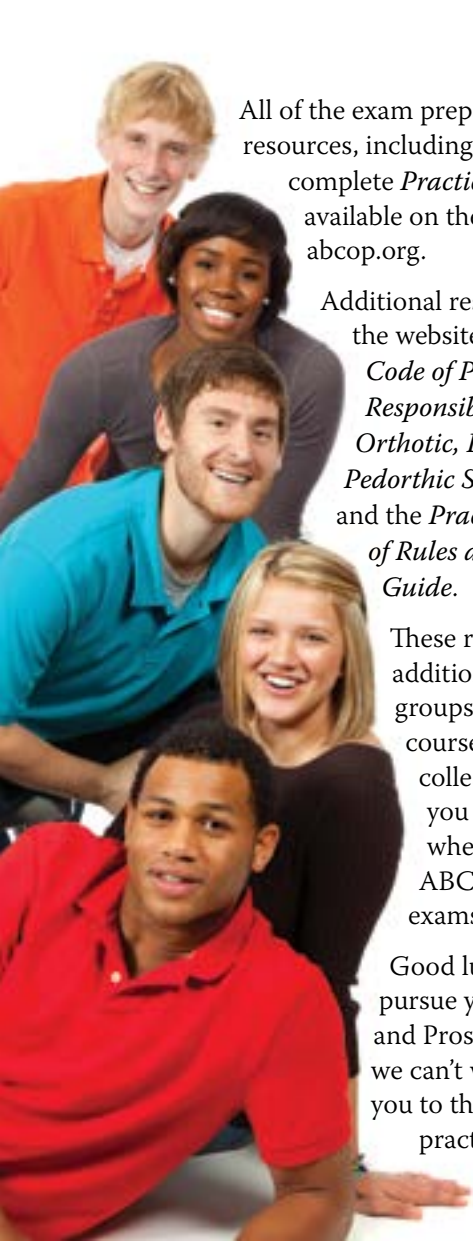 All of the exam prep
resources, including
complete Practic
available on the
abcop.org.
Additional re
the website
Code of P
Responsib
Orthotic,
Pedorthic S
and the Prac
of Rules a
Guide.
These r
additio
groups
course
colle
you
whe
ABC
exams
Good lu
pursue y
and Pros
we can't
you to th
pract